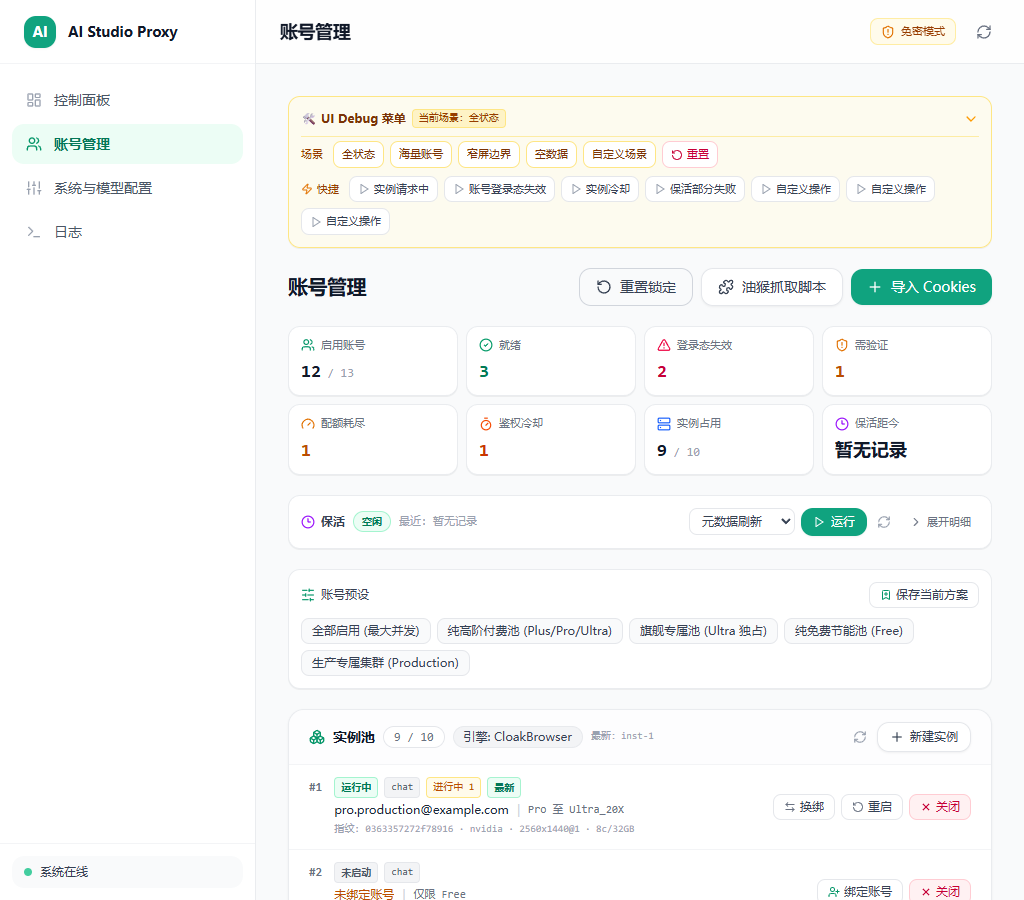 AI AI Studio Proxy
账号管理
免密模式
控制面板
账号管理
系统与模型配置
日志
系统在线
UI Debug 菜单 当前场景: 全状态
场景 全状态 海量账号 窄屏边界 空数据 自定义场景 重置
快捷 实例请求中 账号登录态失效 实例冷却 保活部分失败 自定义操作 自定义操作
自定义操作
账号管理 重置锁定 油猴抓取脚本 导入 Cookies
启用账号 就绪 登录态失效 需验证
12 / 13 3 2 1
配额耗尽 鉴权冷却 实例占用 保活距今
1 1 9 / 10 暂无记录
保活 空闲 最近: 暂无记录 元数据刷新 运行 展开明细
账号预设 保存当前方案
全部启用 (最大并发) 纯高阶付费池 (Plus/Pro/Ultra) 旗舰专属池 (Ultra 独占) 纯免费节能池 (Free)
生产专属集群 (Production)
实例池 9 / 10 引擎: CloakBrowser 最新: inst-1 新建实例
#1 运行中 chat 进行中 1 最新
pro.production@example.com | Pro 至 Ultra_20X 换绑 重启 关闭
指纹: 0363357272f78916 · nvidia · 2560x1440@1 · 8c/32GB
#2 未启动 chat
未绑定账号 | 仅限 Free 绑定账号 关闭